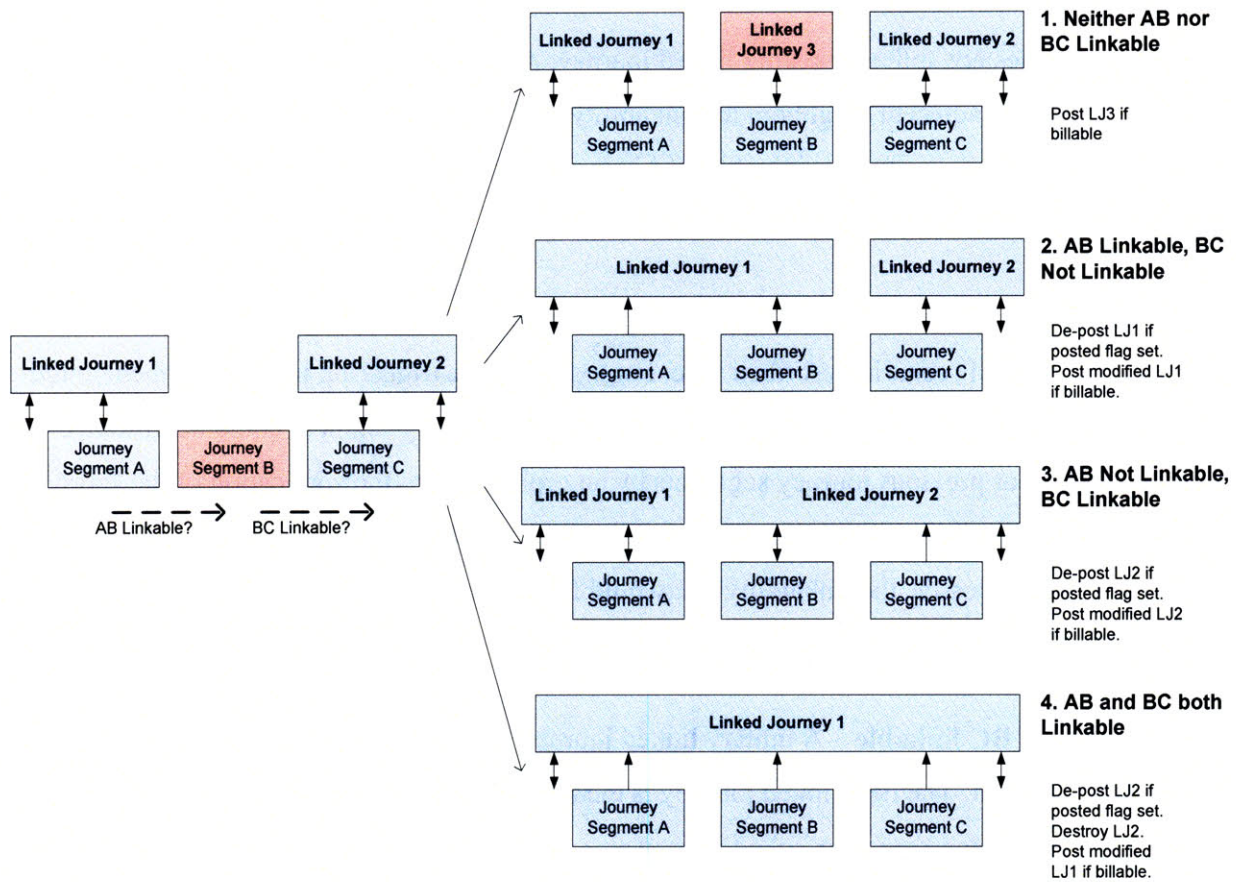 Linked Journey 1
Linked
Journey 3
Linked Journey 2
1. Neither AB nor
BC Linkable
Journey
Segment A
Journey
Segment B
Journey
Segment C
Post LJ3 if
billable
Linked Journey 1
Linked Journey 2
2. AB Linkable, BC
Not Linkable
Journey
Segment A
Journey
Segment B
Journey
Segment C
De-post LJ1 if
posted flag set.
Post modified LJ1
if billable.
Linked Journey 1
Linked Journey 2
Journey
Segment A
Journey
Segment B
Journey
Segment C
AB Linkable?
BC Linkable?
Linked Journey 1
Linked Journey 2
3. AB Not Linkable,
BC Linkable
Journey
Segment A
Journey
Segment B
Journey
Segment C
De-post LJ2 if
posted flag set.
Post modified LJ2
if billable.
Linked Journey 1
4. AB and BC both
Linkable
Journey
Segment A
Journey
Segment B
Journey
Segment C
De-post LJ2 if
posted flag set.
Destroy LJ2.
Post modified
LJ1 if billable.